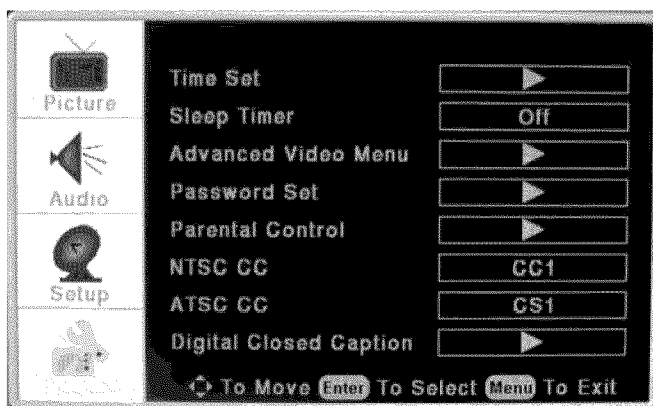 Picture
Audio
Setup
Time Set
Sleep Timer Off
Advanced Video Menu
Password Set
Parental Control
NTSC CC CC1
ATSC CC CS1
Digital Closed Caption
To Move Enter To Select Menu To Exit